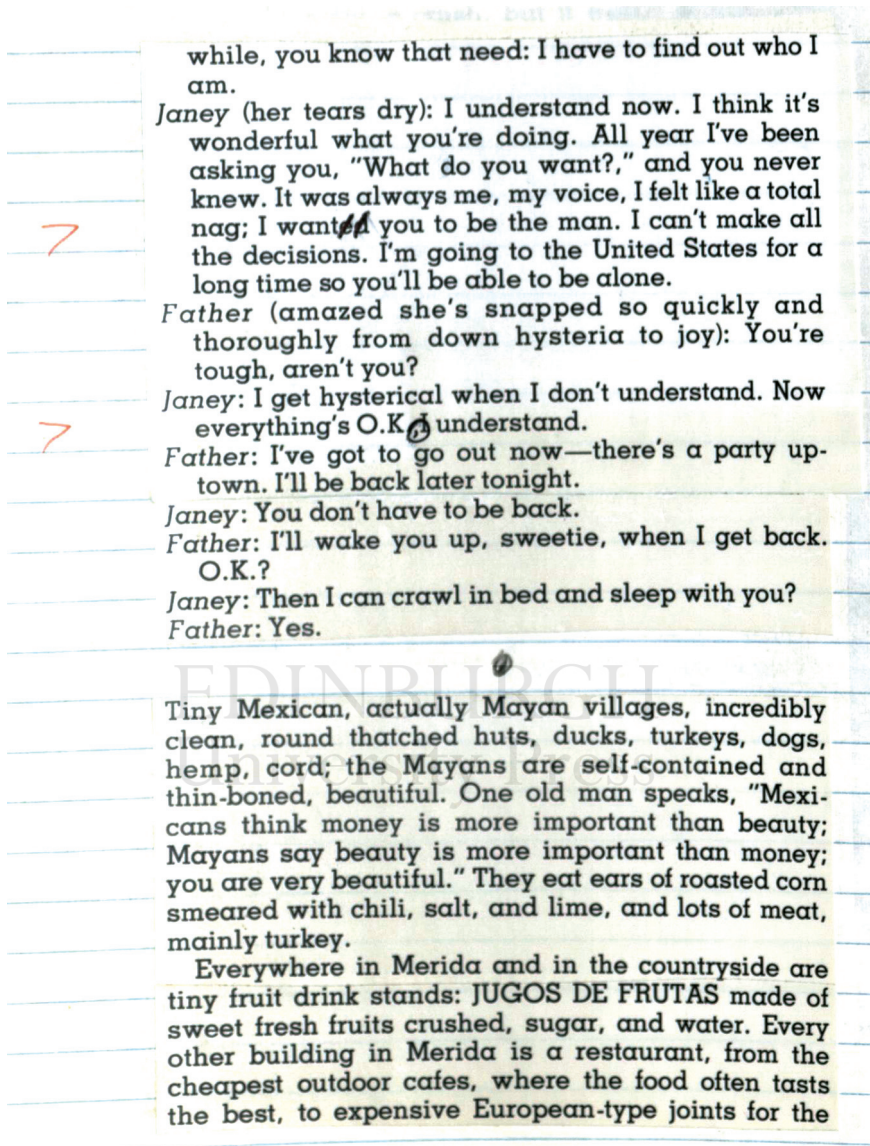 while, you know that need: I have to find out who I
am.
Janey (her tears dry): I understand now. I think it's
wonderful what you're doing. All year I've been
asking you, "What do you want?," and you never
knew. It was always me, my voice, I felt like a total
nag; I wanted you to be the man. I can't make all
the decisions. I'm going to the United States for a
long time so you'll be able to be alone.
Father (amazed she's snapped so quickly and
thoroughly from down hysteria to joy): You're
tough, aren't you?
Janey: I get hysterical when I don't understand. Now
everything's O.K. I understand.
Father: I've got to go out now—there's a party up-
town. I'll be back later tonight.
Janey: You don't have to be back.
Father: I'll wake you up, sweetie, when I get back.
O.K.?
Janey: Then I can crawl in bed and sleep with you?
Father: Yes.
EDINBURGH
University Press
Tiny Mexican, actually Mayan villages, incredibly
clean, round thatched huts, ducks, turkeys, dogs,
hemp, cord; the Mayans are self-contained and
thin-boned, beautiful. One old man speaks, "Mexi-
cans think money is more important than beauty;
Mayans say beauty is more important than money;
you are very beautiful." They eat ears of roasted corn
smeared with chili, salt, and lime, and lots of meat,
mainly turkey.
Everywhere in Merida and in the countryside are
tiny fruit drink stands: JUGOS DE FRUTAS made of
sweet fresh fruits crushed, sugar, and water. Every
other building in Merida is a restaurant, from the
cheapest outdoor cafes, where the food often tasts
the best, to expensive European-type joints for the